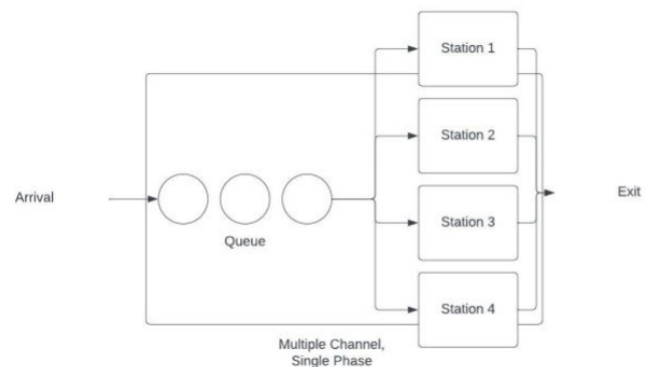 Station 1
Station 2
Arrival
Exit
Station 3
Queue
Station 4
Multiple Channel,
Single Phase